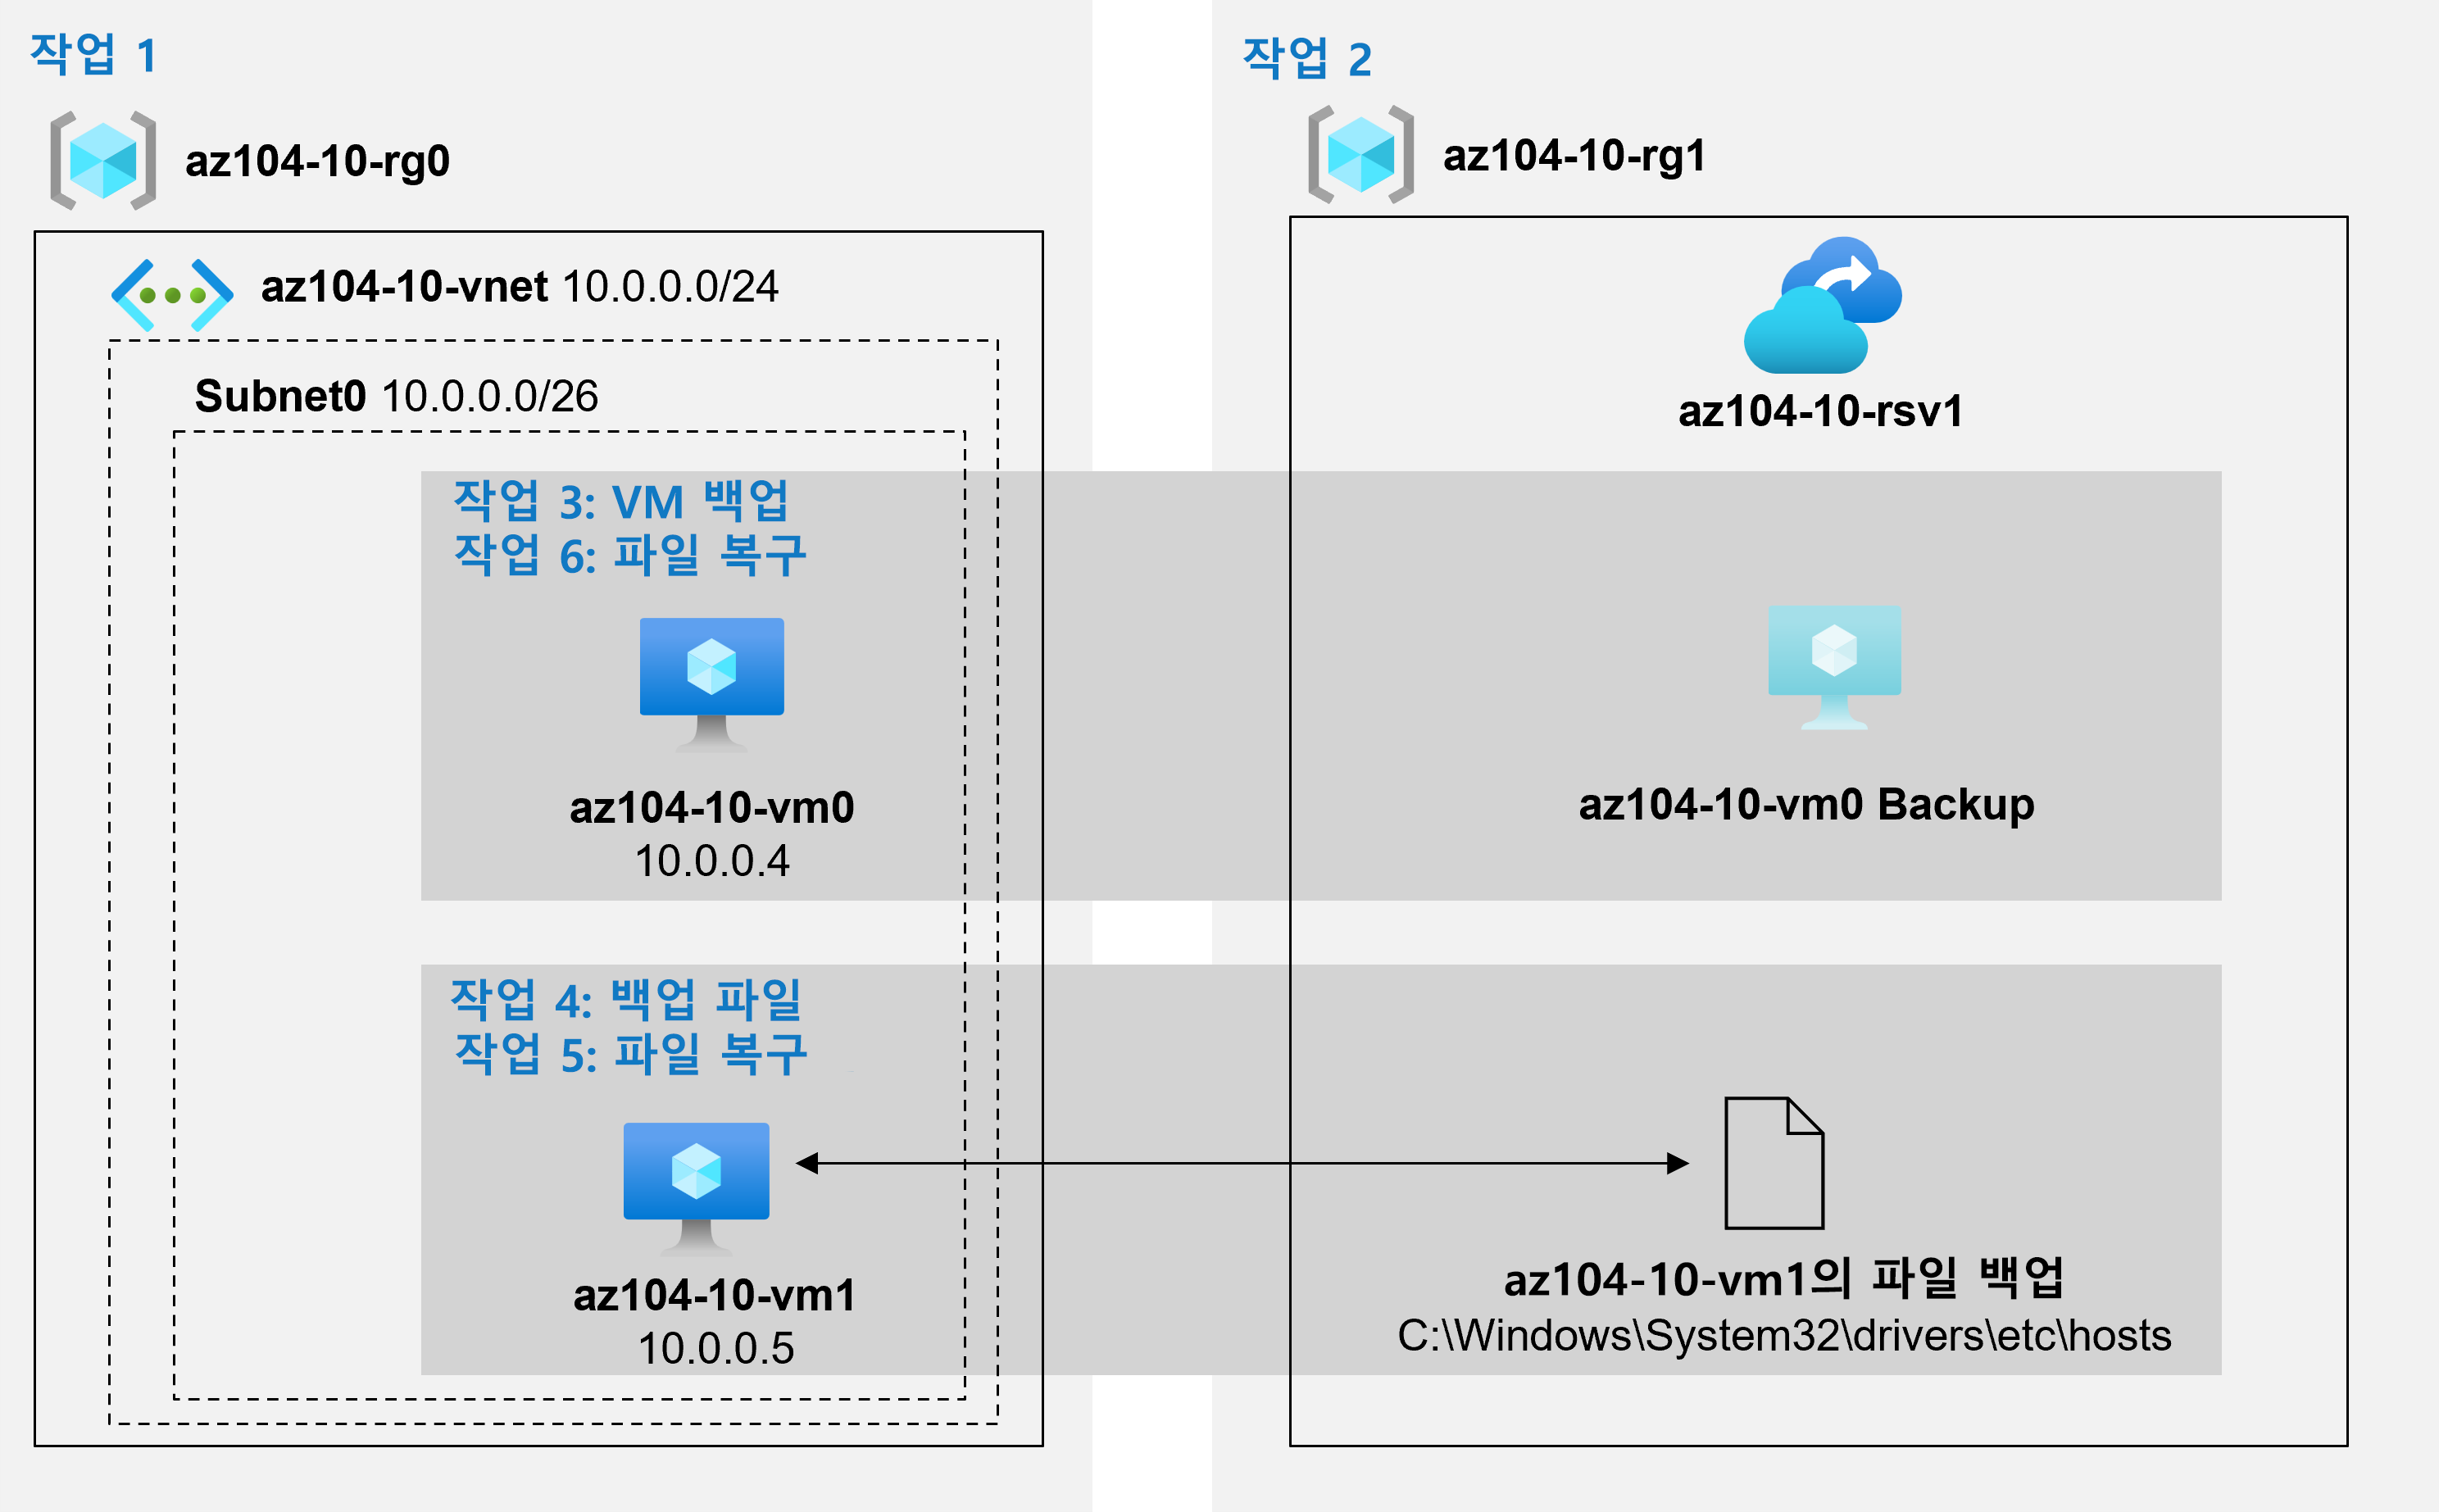 작업 1
az104-10-rg0
az104-10-vnet 10.0.0.0/24
Subnet0 10.0.0.0/26
작업 3: VM 백업
작업 6: 파일 복구
az104-10-vm0
10.0.0.4
작업 4: 백업 파일
작업 5: 파일 복구
az104-10-vm1
10.0.0.5
작업 2
az104-10-rg1
az104-10-rsv1
az104-10-vm0 Backup
az104-10-vm1의 파일 백업
C:\Windows\System32\drivers\etc\hosts